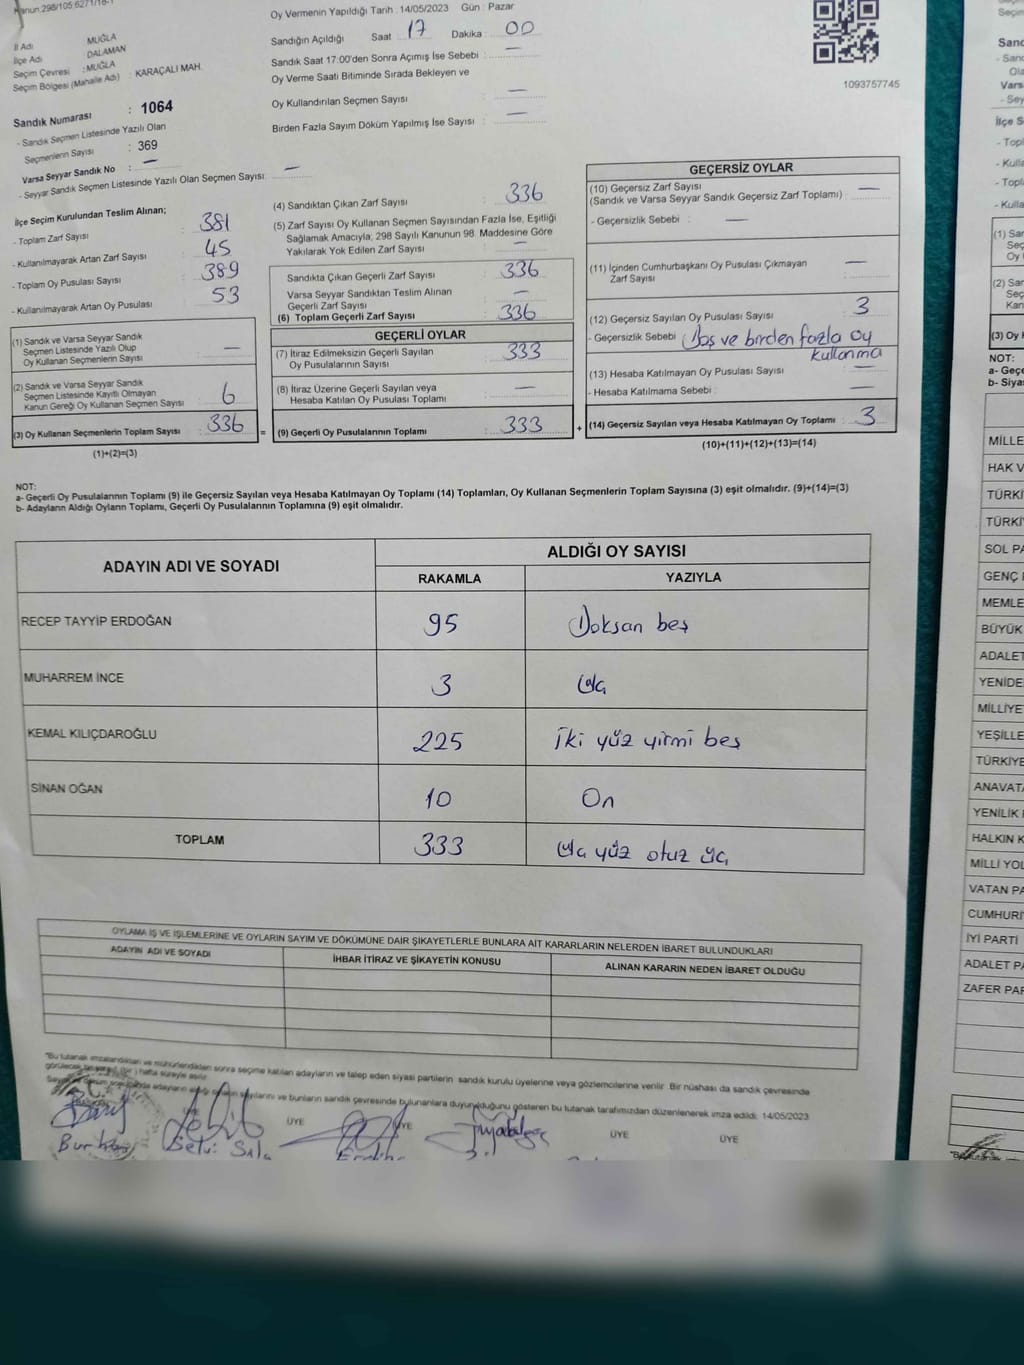 Kanun 298/105,6271/16-1
İl Adı MUĞLA
İlçe Adı DALAMAN
Seçim Çevresi : MUĞLA
Seçim Bölgesi (Mahalle Adı) : KARAÇALI MAH.
Sandık Numarası : 1064
- Sandık Seçmen Listesinde Yazılı Olan
Seçmenlerin Sayısı : 369
Varsa Seyyar Sandık No : —
- Seyyar Sandık Seçmen Listesinde Yazılı Olan Seçmen Sayısı : —
Oy Vermenin Yapıldığı Tarih : 14/05/2023 Gün : Pazar
Sandığın Açıldığı Saat : 17 Dakika : 00
Sandık Saat 17:00'den Sonra Açımış İse Sebebi : —
Oy Verme Saati Bitiminde Sırada Bekleyen ve
Oy Kullandırılan Seçmen Sayısı : —
Birden Fazla Sayım Döküm Yapılmış İse Sayısı : —
1093757745
İlçe Seçim Kurulundan Teslim Alınan;
- Toplam Zarf Sayısı : 381
- Kullanılmayarak Artan Zarf Sayısı : 45
- Toplam Oy Pusulası Sayısı : 389
- Kullanılmayarak Artan Oy Pusulası : 53
(1) Sandık ve Varsa Seyyar Sandık
Seçmen Listesinde Yazılı Olup
Oy Kullanan Seçmenlerin Sayısı : —
(2) Sandık ve Varsa Seyyar Sandık
Seçmen Listesinde Kayıtlı Olmayan
Kanun Gereği Oy Kullanan Seçmen Sayısı : 6
(3) Oy Kullanan Seçmenlerin Toplam Sayısı : 336
(1)+(2)=(3)
(4) Sandıktan Çıkan Zarf Sayısı : 336
(5) Zarf Sayısı Oy Kullanan Seçmen Sayısından Fazla İse, Eşitliği
Sağlamak Amacıyla; 298 Sayılı Kanunun 98. Maddesine Göre
Yakılarak Yok Edilen Zarf Sayısı : —
Sandıkta Çıkan Geçerli Zarf Sayısı : 336
Varsa Seyyar Sandıktan Teslim Alınan
Geçerli Zarf Sayısı : —
(6) Toplam Geçerli Zarf Sayısı : 336
GEÇERLİ OYLAR
(7) İtiraz Edilmeksizin Geçerli Sayılan
Oy Pusulalarının Sayısı : 333
(8) İtiraz Üzerine Geçerli Sayılan veya
Hesaba Katılan Oy Pusulası Toplamı : —
= (9) Geçerli Oy Pusulalarının Toplamı : 333 +
GEÇERSİZ OYLAR
(10) Geçersiz Zarf Sayısı
(Sandık ve Varsa Seyyar Sandık Geçersiz Zarf Toplamı) : —
- Geçersizlik Sebebi : —
(11) İçinden Cumhurbaşkanı Oy Pusulası Çıkmayan
Zarf Sayısı : —
(12) Geçersiz Sayılan Oy Pusulası Sayısı : 3
- Geçersizlik Sebebi : Boş ve birden fazla oy
kullanma
(13) Hesaba Katılmayan Oy Pusulası Sayısı : —
- Hesaba Katılmama Sebebi : —
(14) Geçersiz Sayılan veya Hesaba Katılmayan Oy Toplamı : 3
(10)+(11)+(12)+(13)=(14)
NOT:
a- Geçerli Oy Pusulalarının Toplamı (9) ile Geçersiz Sayılan veya Hesaba Katılmayan Oy Toplamı (14) Toplamları, Oy Kullanan Seçmenlerin Toplam Sayısına (3) eşit olmalıdır. (9)+(14)=(3)
b- Adayların Aldığı Oyların Toplamı, Geçerli Oy Pusulalarının Toplamına (9) eşit olmalıdır.
ADAYIN ADI VE SOYADI ALDIĞI OY SAYISI
RAKAMLA YAZIYLA
RECEP TAYYİP ERDOĞAN 95 Doksan beş
MUHARREM İNCE 3 Üç
KEMAL KILIÇDAROĞLU 225 İki yüz yirmi beş
SİNAN OĞAN 10 On
TOPLAM 333 Üç yüz otuz üç
OYLAMA İŞ VE İŞLEMLERİNE VE OYLARIN SAYIM VE DÖKÜMÜNE DAİR ŞİKAYETLERLE BUNLARA AİT KARARLARIN NELERDEN İBARET BULUNDUKLARI
ADAYIN ADI VE SOYADI İHBAR İTİRAZ VE ŞİKAYETİN KONUSU ALINAN KARARIN NEDEN İBARET OLDUĞU
"Bu tutanak imzalandıktan ve mühürlendikten sonra seçime katılan adayların ve talep eden siyasi partilerin sandık kurulu üyelerine veya gözlemcilerine verilir. Bir nüshası da sandık çevresinde
görülecek bir yere (bir) hafta süreyle asılır.
adayların aldığı oyların sayılarını ve bunların sandık çevresinde bulunanlara duyurulduğunu gösteren bu tutanak tarafımızdan düzenlenerek imza edildi. 14/05/2023
ÜYE ÜYE ÜYE ÜYE
Selvi
Sand
Varsa
İlçe Se
(3) Oy
NOT:
a- Geçe
b- Siyas
MİLLE
HAK V
TÜRKİ
TÜRKİ
SOL PA
GENÇ
MEMLE
BÜYÜK
ADALET
YENİDE
MİLLİYE
YEŞİLLE
TÜRKİYE
ANAVATA
YENİLİK
HALKIN K
MİLLİ YOL
VATAN PA
CUMHURİ
İYİ PARTİ
ADALET PA
ZAFER PAR